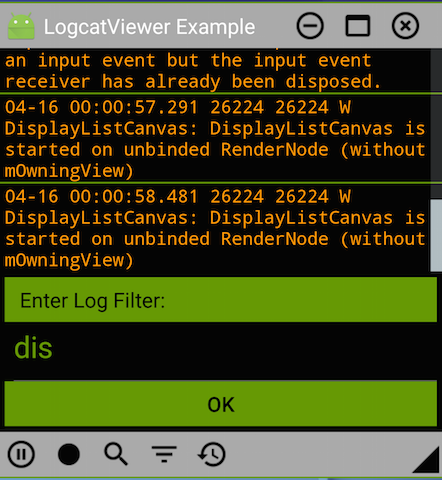 LogcatViewer Example
an input event but the input event
receiver has already been disposed.
04-16 00:00:57.291 26224 26224 W
DisplayListCanvas: DisplayListCanvas is
started on unbinded RenderNode (without
mOwningView)
04-16 00:00:58.481 26224 26224 W
DisplayListCanvas: DisplayListCanvas is
started on unbinded RenderNode (without
mOwningView)
Enter Log Filter:
dis
OK